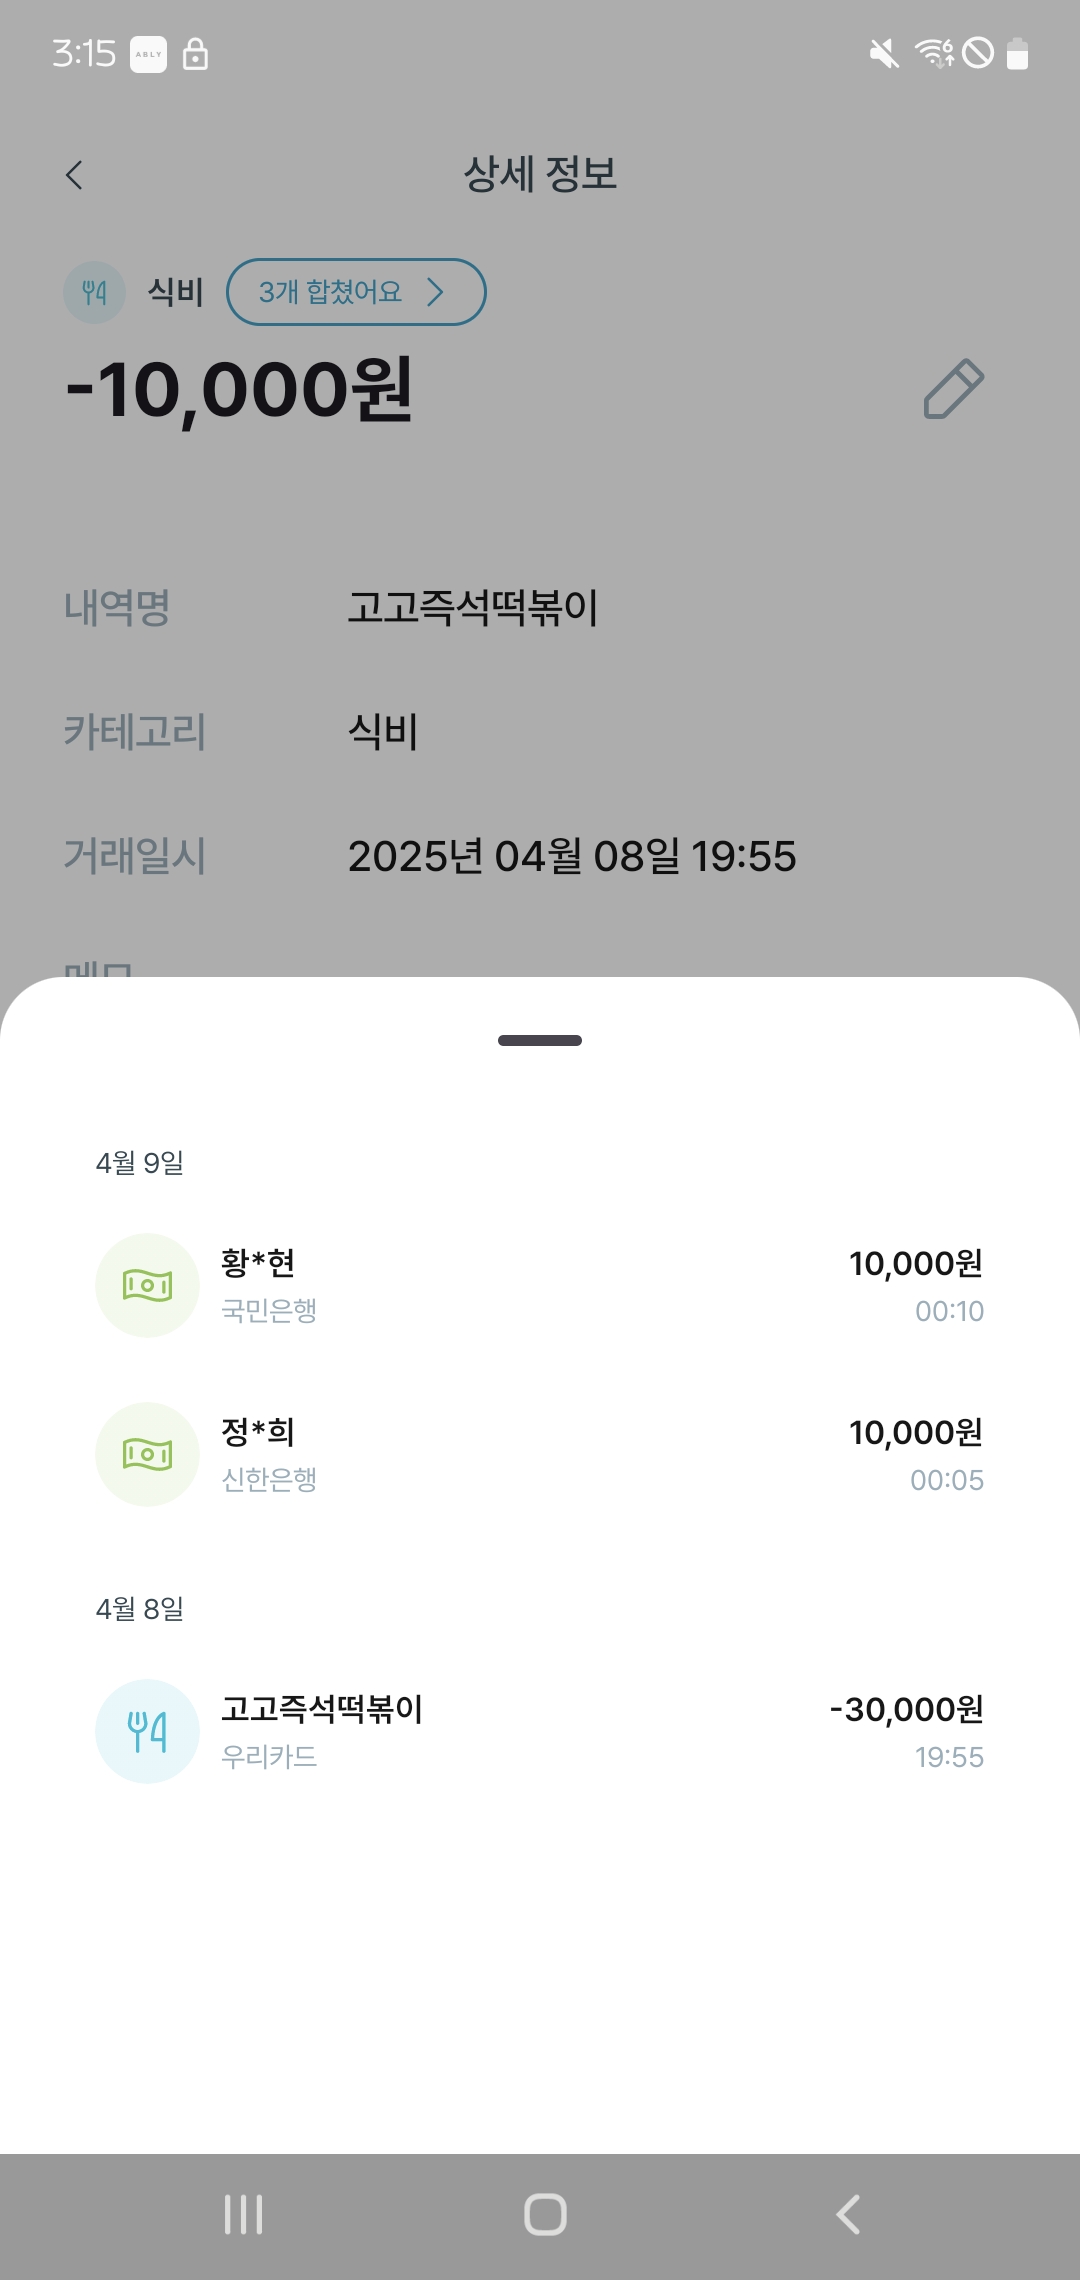 3:15 ABLY 6
상세 정보
식비 3개 합쳤어요
-10,000원
내역명 고고즉석떡볶이
카테고리 식비
거래일시 2025년 04월 08일 19:55
메모
4월 9일
황*현 10,000원
국민은행 00:10
정*희 10,000원
신한은행 00:05
4월 8일
고고즉석떡볶이 -30,000원
우리카드 19:55